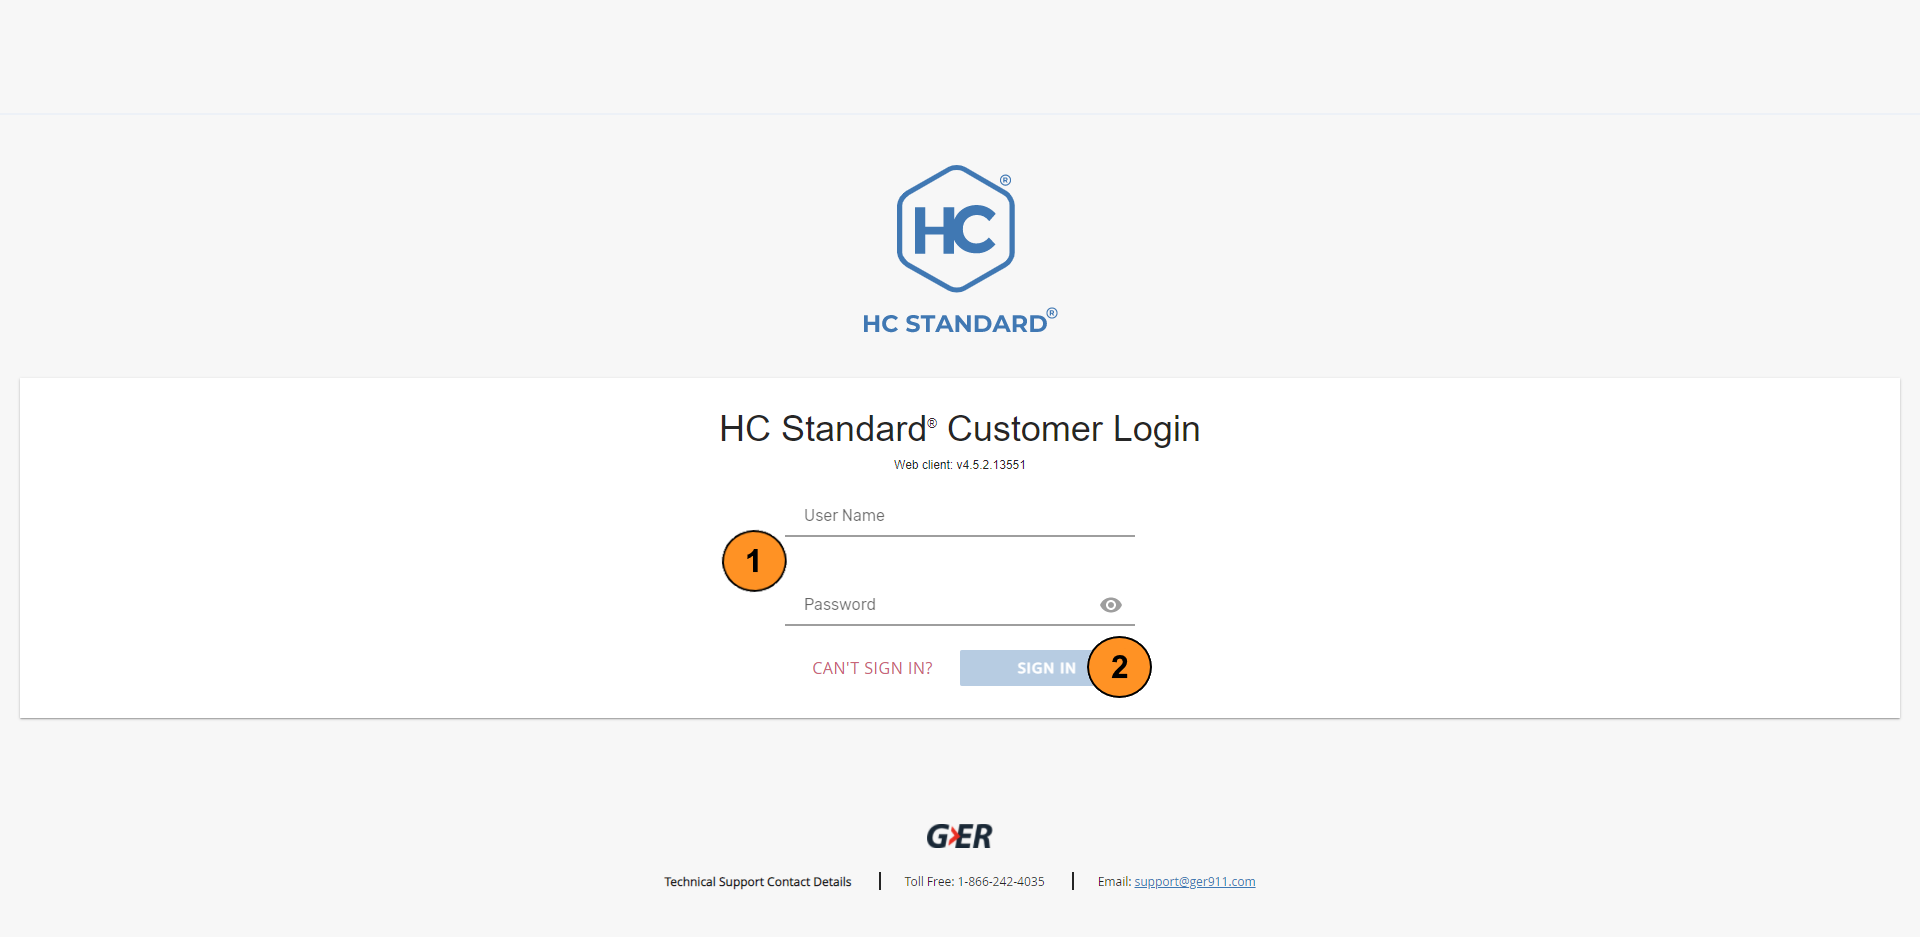 HC®
HC STANDARD®
HC Standard® Customer Login
Web client: v4.5.2.13551
User Name
1
Password
CAN'T SIGN IN?
SIGN IN
2
GER
Technical Support Contact Details | Toll Free: 1-866-242-4035 | Email: support@ger911.com